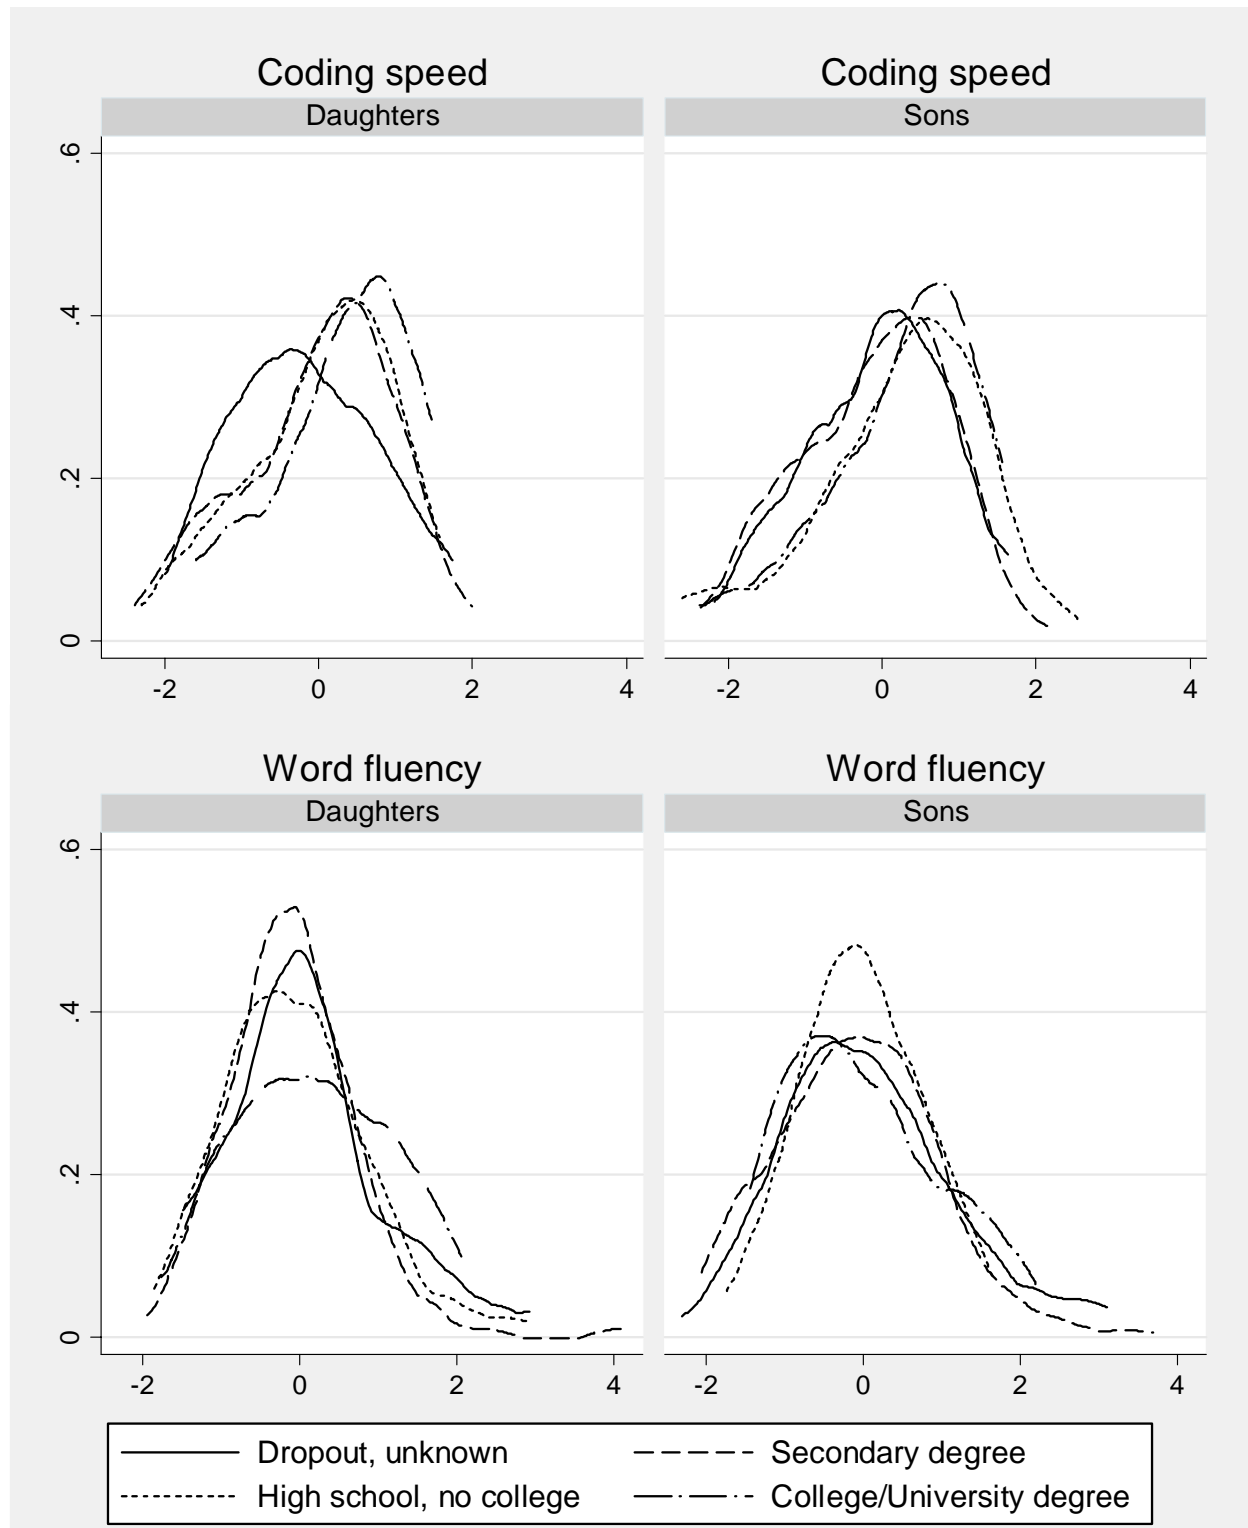 Coding speed
Coding speed
Daughters
Sons
.6
.4
.2
0
-2 0 2 4
-2 0 2 4
Word fluency
Word fluency
Daughters
Sons
.6
.4
.2
0
-2 0 2 4
-2 0 2 4
Dropout, unknown
Secondary degree
High school, no college
College/University degree